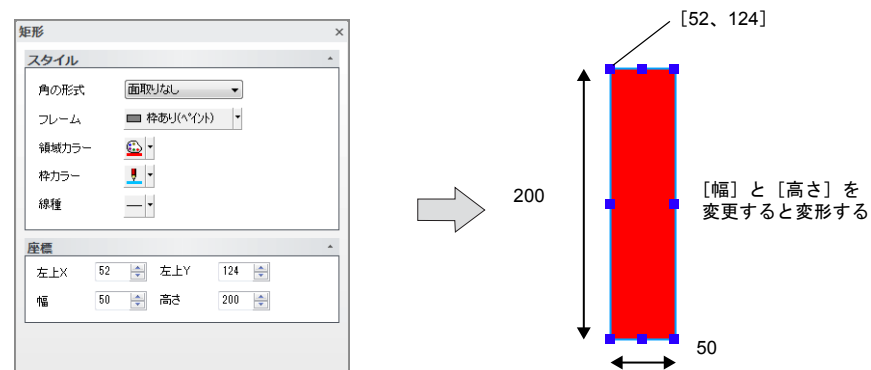 矩形
スタイル
角の形式 面取りなし
フレーム 枠あり(ペイント)
領域カラー
枠カラー
線種
座標
左上X 52 左上Y 124
幅 50 高さ 200
[52、124]
200
[幅]と[高さ]を
変更すると変形する
50